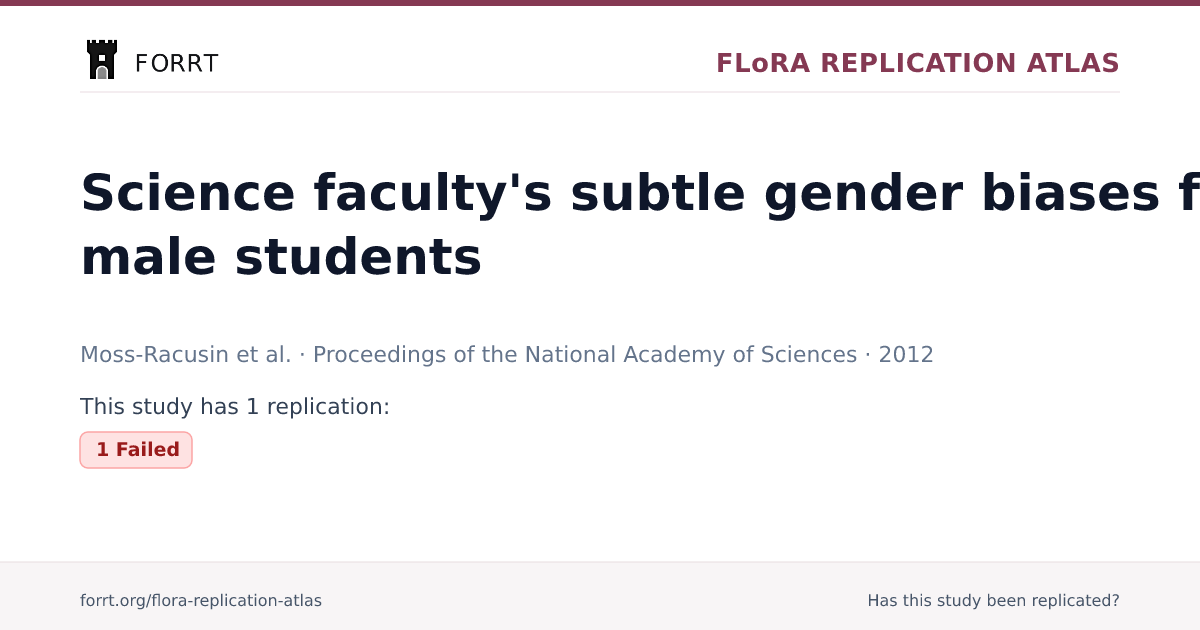 FORRT
FLoRA REPLICATION ATLAS
Science faculty's subtle gender biases f
male students
Moss-Racusin et al. · Proceedings of the National Academy of Sciences · 2012
This study has 1 replication:
1 Failed
forrt.org/flora-replication-atlas
Has this study been replicated?